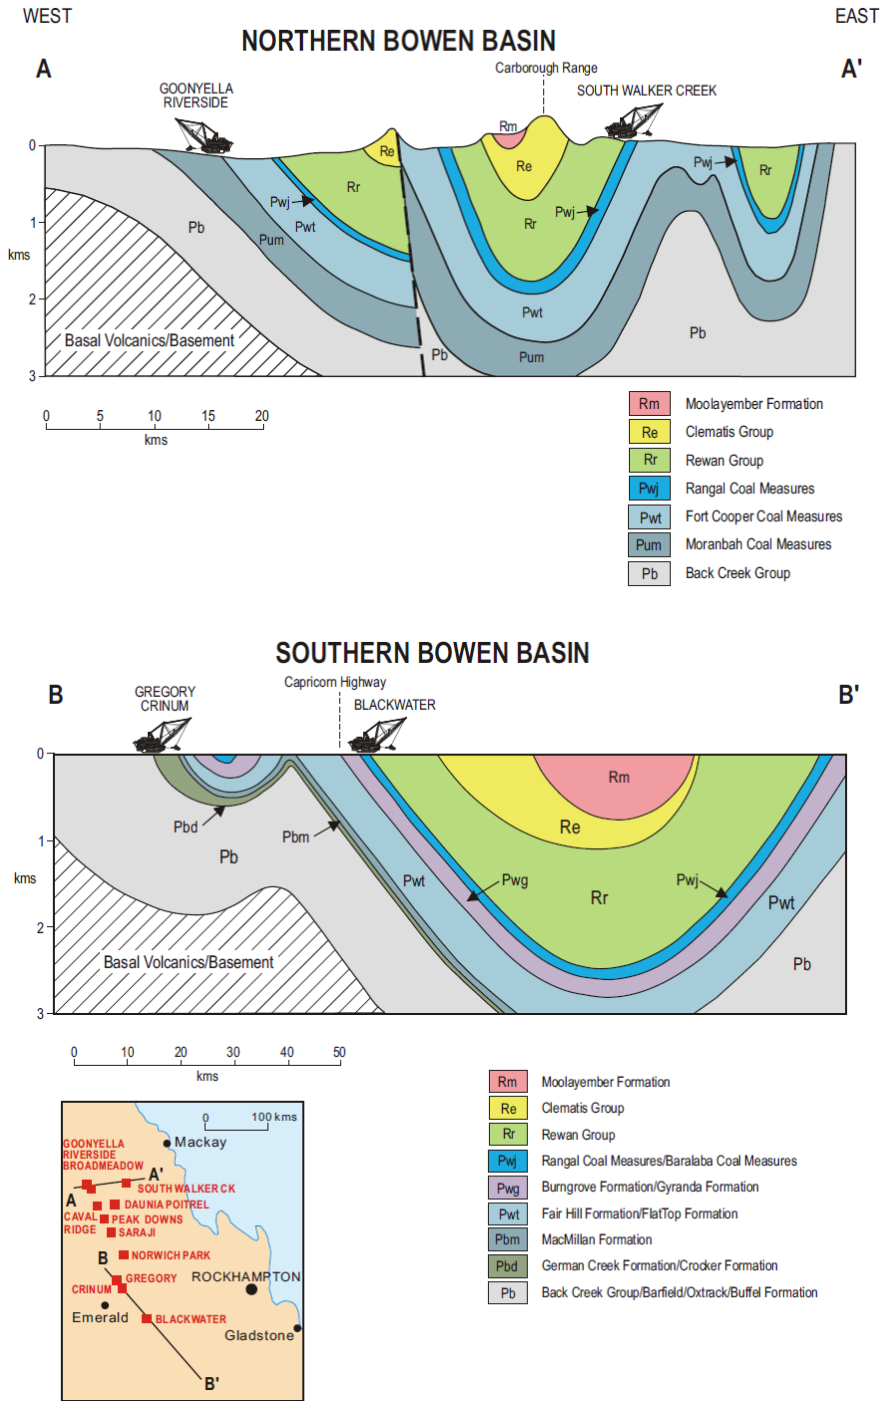 WEST
EAST
NORTHERN BOWEN BASIN
A
A'
Carborough Range
GOONYELLA
RIVERSIDE
SOUTH WALKER CREEK
0
1
kms
2
3
Rm
Re
Re
Pwj
Rr
Rr
Pwj
Pwj
Rr
Pb
Pum
Pwt
Pwt
Pum
Pb
Pb
Basal Volcanics/Basement
0 5 10 15 20
kms
Rm Moolayember Formation
Re Clematis Group
Rr Rewan Group
Pwj Rangal Coal Measures
Pwt Fort Cooper Coal Measures
Pum Moranbah Coal Measures
Pb Back Creek Group
SOUTHERN BOWEN BASIN
B
B'
GREGORY
CRINUM
Capricorn Highway
BLACKWATER
0
1
kms
2
3
Rm
Re
Pbd
Pbm
Pb
Pwt
Pwg
Rr
Pwj
Pwt
Pb
Basal Volcanics/Basement
0 10 20 30 40 50
kms
Rm Moolayember Formation
Re Clematis Group
Rr Rewan Group
Pwj Rangal Coal Measures/Baralaba Coal Measures
Pwg Burngrove Formation/Gyranda Formation
Pwt Fair Hill Formation/FlatTop Formation
Pbm MacMillan Formation
Pbd German Creek Formation/Crocker Formation
Pb Back Creek Group/Barfield/Oxtrack/Buffel Formation
0 100 kms
Mackay
GOONYELLA
RIVERSIDE
BROADMEADOW
A
A'
SOUTH WALKER CK
DAUNIA POITREL
CAVAL
RIDGE
PEAK DOWNS
SARAJI
NORWICH PARK
B
GREGORY
CRINUM
ROCKHAMPTON
Emerald
BLACKWATER
Gladstone
B'